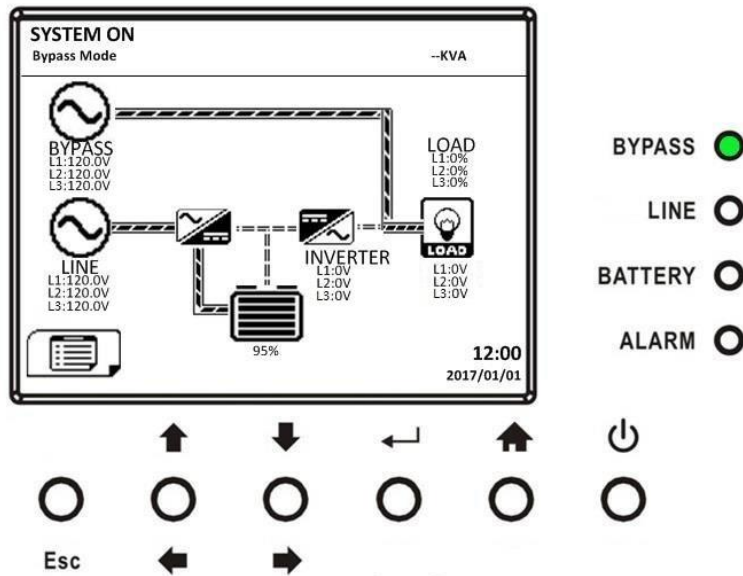 SYSTEM ON
Bypass Mode
--KVA
BYPASS
L1:120.0V
L2:120.0V
L3:120.0V
LOAD
L1:0%
L2:0%
L3:0%
LINE
L1:120.0V
L2:120.0V
L3:120.0V
INVERTER
L1:0V
L2:0V
L3:0V
LOAD
L1:0V
L2:0V
L3:0V
95%
12:00
2017/01/01
BYPASS
LINE
BATTERY
ALARM
Esc